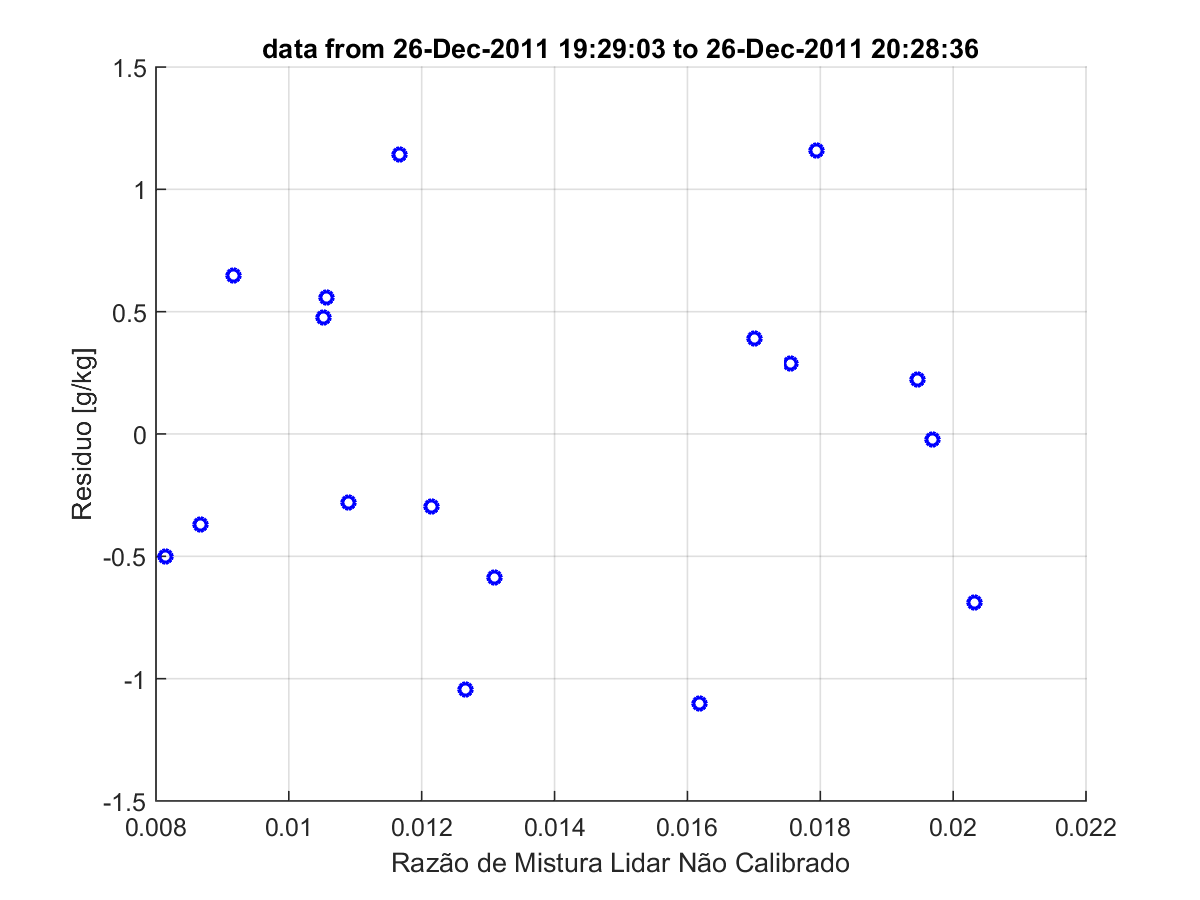 data from 26-Dec-2011 19:29:03 to 26-Dec-2011 20:28:36
1.5
1
0.5
0
-0.5
-1
-1.5
Residuo [g/kg]
0.008 0.01 0.012 0.014 0.016 0.018 0.02 0.022
Razão de Mistura Lidar Não Calibrado